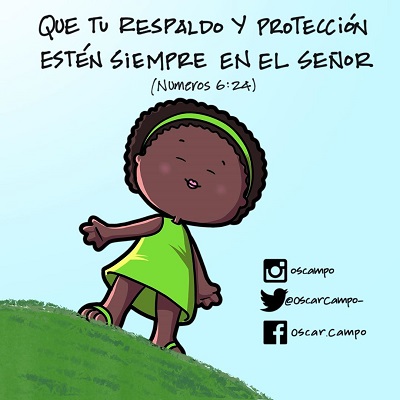 QUE TU RESPALDO Y PROTECCIÓN
ESTÉN SIEMPRE EN EL SEÑOR
(Numeros 6:24)
oscampo
@oscarcampo_
oscar.campo